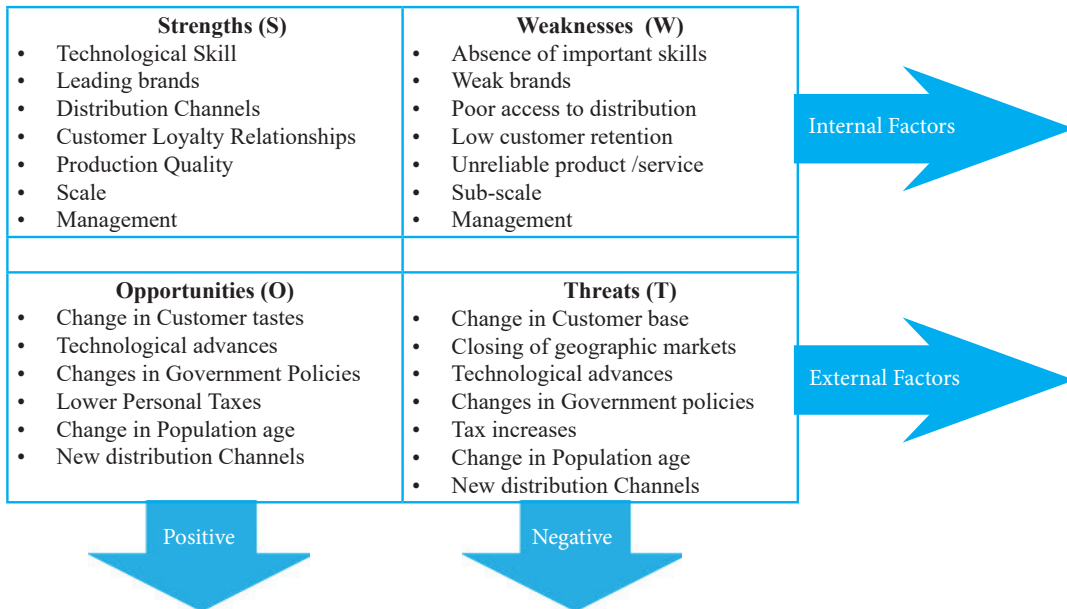 Strengths (S)
• Technological Skill
• Leading brands
• Distribution Channels
• Customer Loyalty Relationships
• Production Quality
• Scale
• Management
Weaknesses (W)
• Absence of important skills
• Weak brands
• Poor access to distribution
• Low customer retention
• Unreliable product /service
• Sub-scale
• Management
Internal Factors
Opportunities (O)
• Change in Customer tastes
• Technological advances
• Changes in Government Policies
• Lower Personal Taxes
• Change in Population age
• New distribution Channels
Threats (T)
• Change in Customer base
• Closing of geographic markets
• Technological advances
• Changes in Government policies
• Tax increases
• Change in Population age
• New distribution Channels
External Factors
Positive
Negative